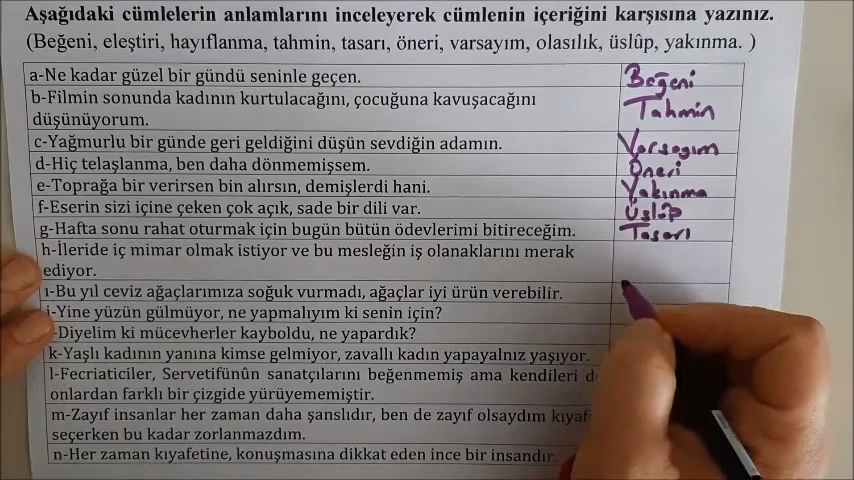 Aşağıdaki cümlelerin anlamlarını inceleyerek cümlenin içeriğini karşısına yazınız.
(Beğeni, eleştiri, hayıflanma, tahmin, tasarı, öneri, varsayım, olasılık, üslûp, yakınma. )
a-Ne kadar güzel bir gündü seninle geçen. Beğeni
b-Filmin sonunda kadının kurtulacağını, çocuğuna kavuşacağını
düşünüyorum. Tahmin
c-Yağmurlu bir günde geri geldiğini düşün sevdiğin adamın. Varsayım
d-Hiç telaşlanma, ben daha dönmemişsem. Öneri
e-Toprağa bir verirsen bin alırsın, demişlerdi hani. Yakınma
f-Eserin sizi içine çeken çok açık, sade bir dili var. Üslûp
g-Hafta sonu rahat oturmak için bugün bütün ödevlerimi bitireceğim. Tasarı
h-İleride iç mimar olmak istiyor ve bu mesleğin iş olanaklarını merak
ediyor.
ı-Bu yıl ceviz ağaçlarımıza soğuk vurmadı, ağaçlar iyi ürün verebilir.
i-Yine yüzün gülmüyor, ne yapmalıyım ki senin için?
-Diyelim ki mücevherler kayboldu, ne yapardık?
k-Yaşlı kadının yanına kimse gelmiyor, zavallı kadın yapayalnız yaşıyor.
l-Fecriaticiler, Servetifünûn sanatçılarını beğenmemiş ama kendileri
onlardan farklı bir çizgide yürüyememiştir.
m-Zayıf insanlar her zaman daha şanslıdır, ben de zayıf olsaydım
seçerken bu kadar zorlanmazdım.
n-Her zaman kıyafetine, konuşmasına dikkat eden ince bir insandır.